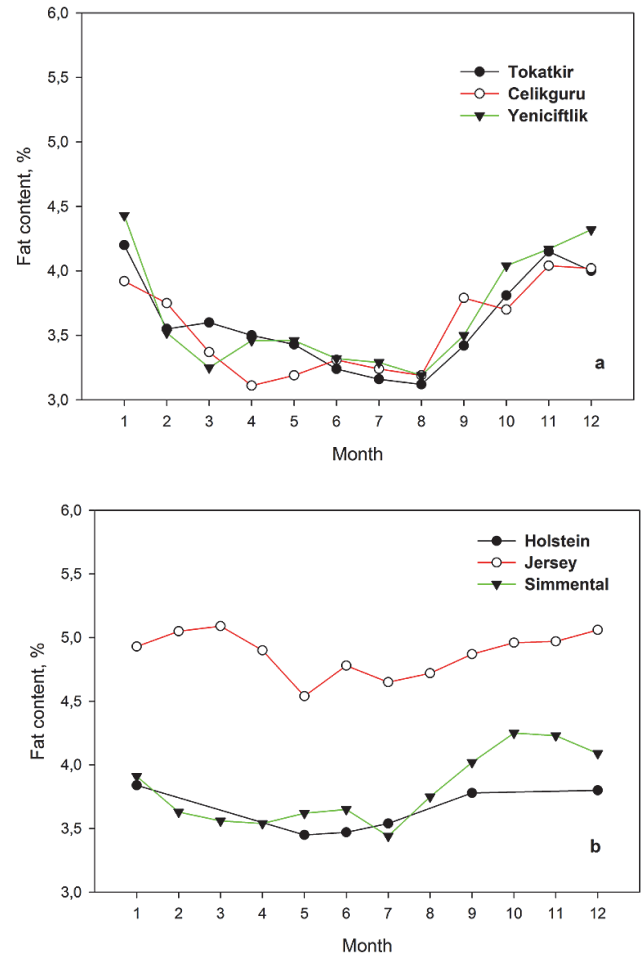 6,0
5,5
5,0
4,5
4,0
3,5
3,0
Fat content, %
Tokatkir
Celikguru
Yeniciftlik
a
1 2 3 4 5 6 7 8 9 10 11 12
Month
6,0
5,5
5,0
4,5
4,0
3,5
3,0
Fat content, %
Holstein
Jersey
Simmental
b
1 2 3 4 5 6 7 8 9 10 11 12
Month